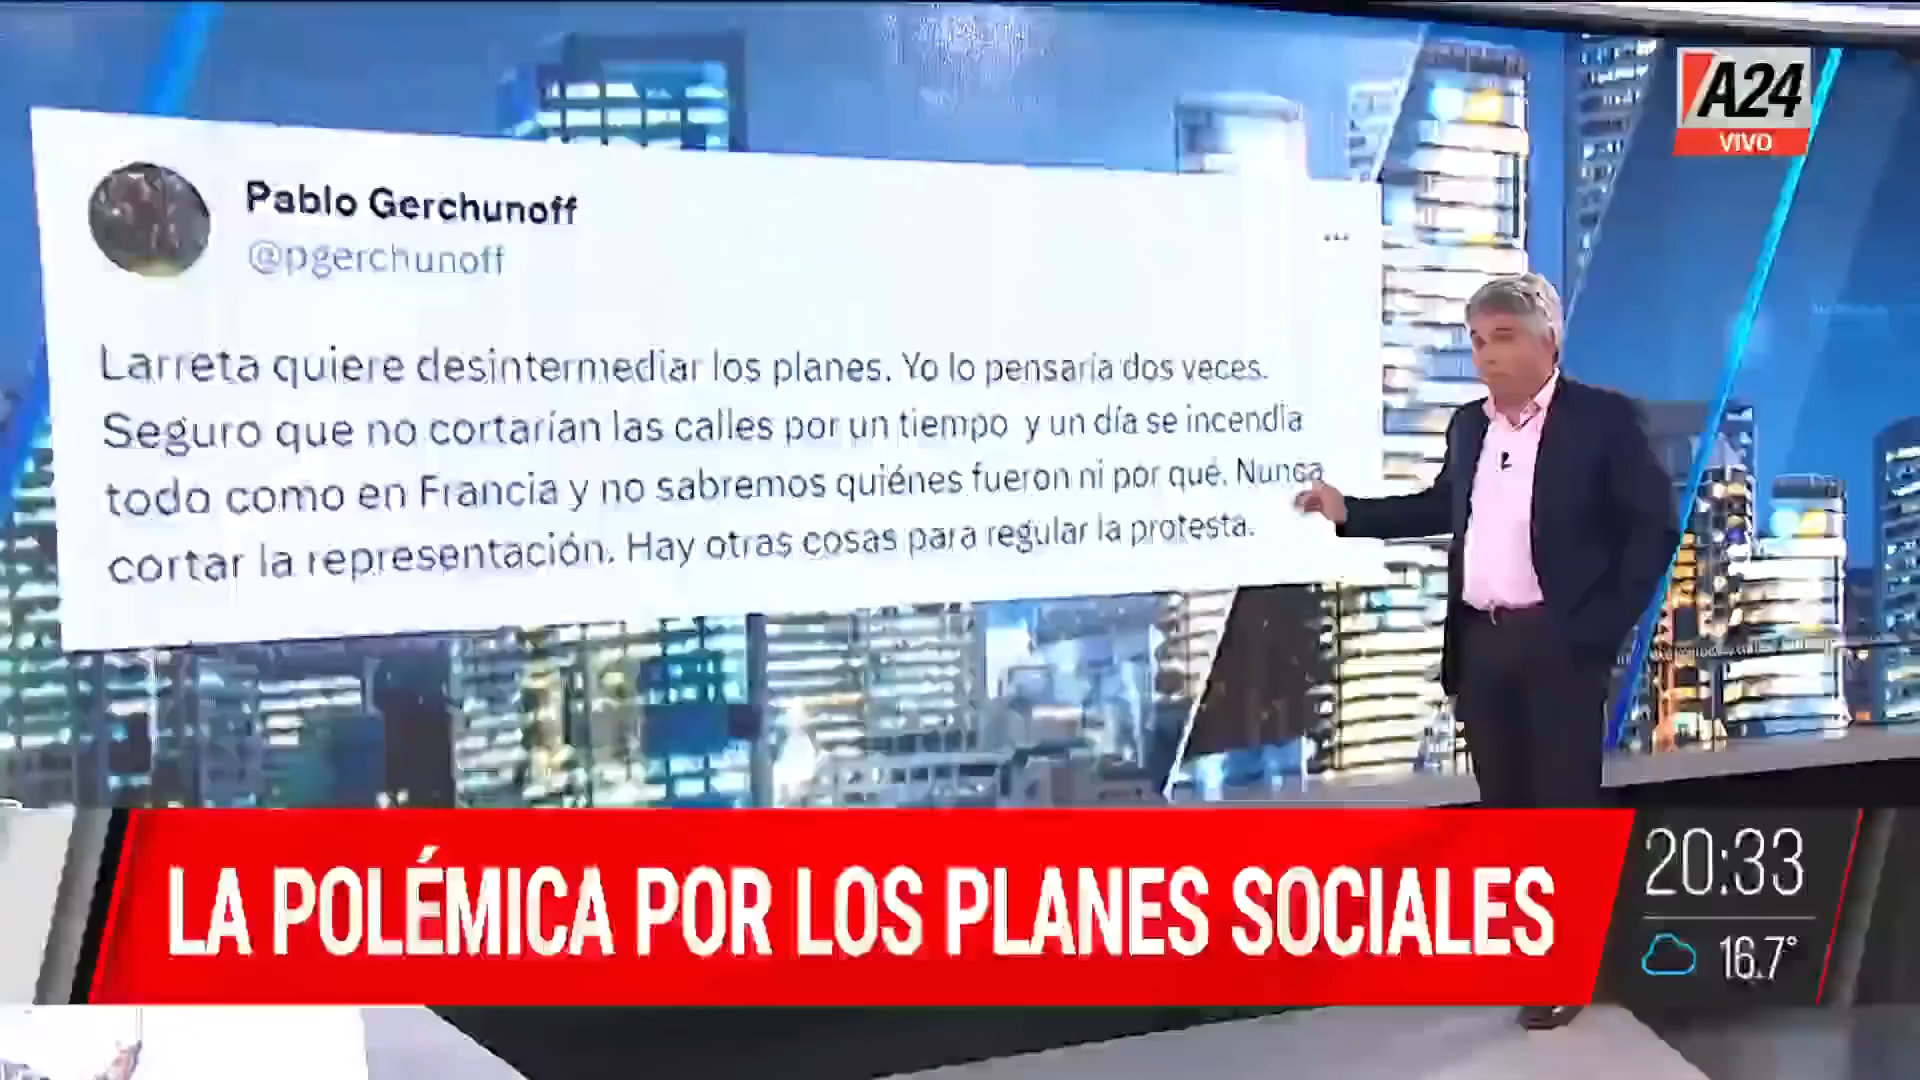 A24
VIVO
Pablo Gerchunoff
@pgerchunoff
...
Larreta quiere desintermediar los planes. Yo lo pensaría dos veces.
Seguro que no cortarían las calles por un tiempo y un día se incendia
todo como en Francia y no sabremos quiénes fueron ni por qué. Nunca
cortar la representación. Hay otras cosas para regular la protesta.
LA POLÉMICA POR LOS PLANES SOCIALES
20:33
16.7°